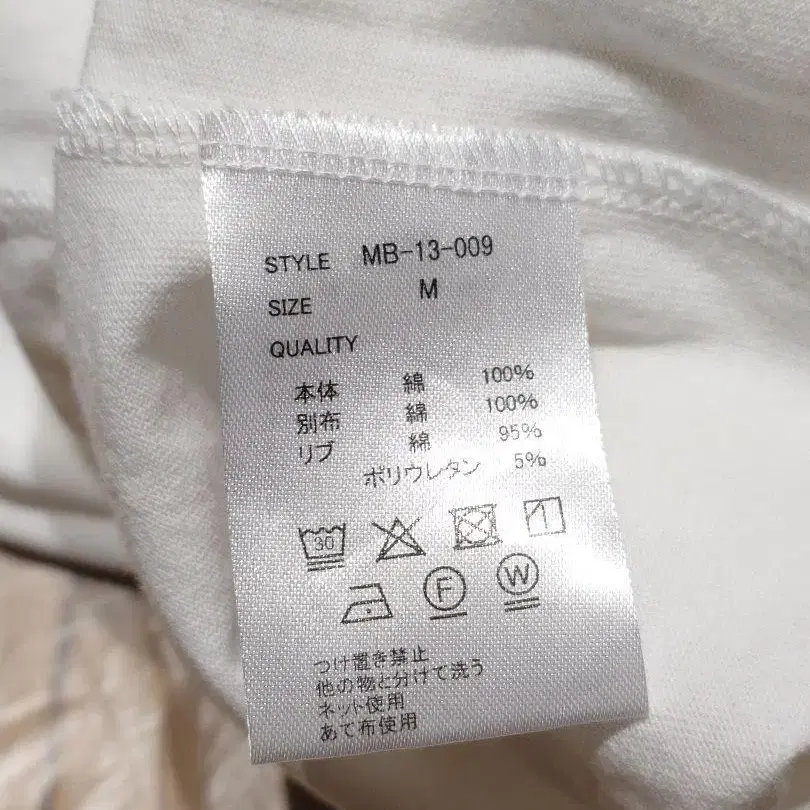 STYLE MB-13-009
SIZE M
QUALITY
本体 綿 100%
別布 綿 100%
リブ 綿 95%
ポリウレタン 5%
30
F W
つけ置き禁止
他の物と分けて洗う
ネット使用
あて布使用